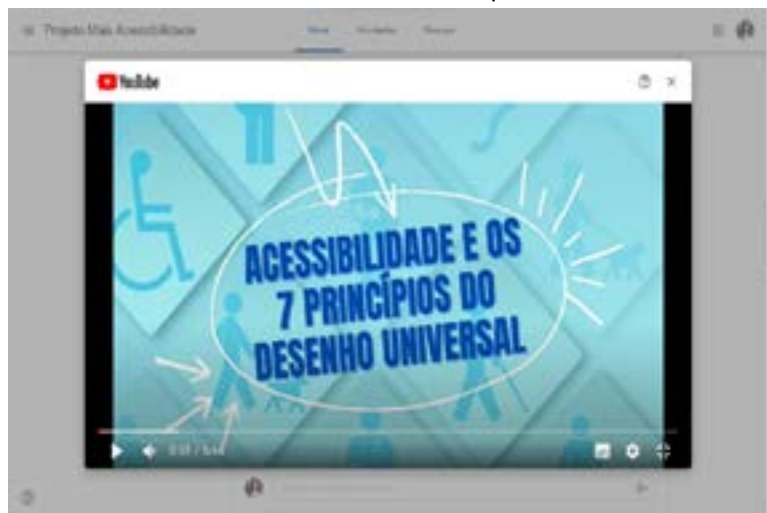 Projeto Mais Acessibilidade
YouTube
ACESSIBILIDADE E OS
7 PRINCÍPIOS DO
DESENHO UNIVERSAL